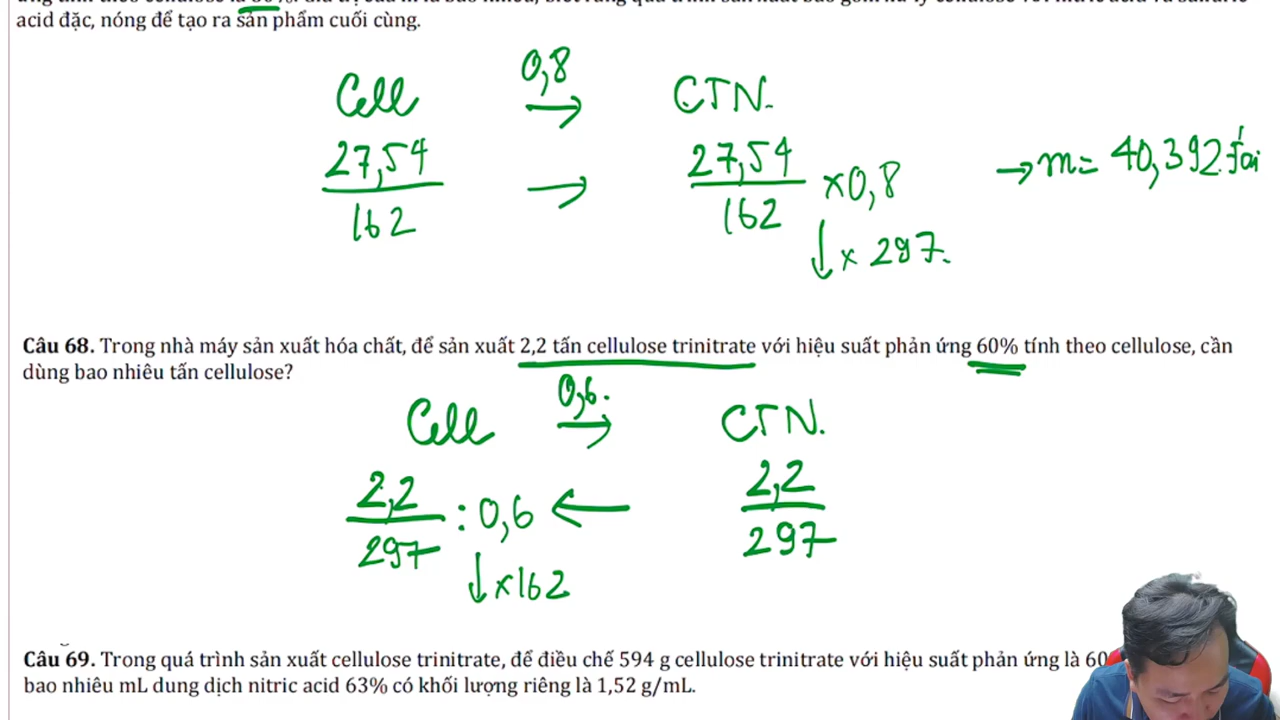 acid đặc, nóng để tạo ra sản phẩm cuối cùng.
Cell 0,8 → CTN.
27,54/162 → 27,54/162 x0,8 → m = 40,392
↓ x 297.
Câu 68. Trong nhà máy sản xuất hóa chất, để sản xuất 2,2 tấn cellulose trinitrate với hiệu suất phản ứng 60% tính theo cellulose, cần
dùng bao nhiêu tấn cellulose?
Cell 0,6. → CTN.
2,2/297 : 0,6 ← 2,2/297
↓ x162
Câu 69. Trong quá trình sản xuất cellulose trinitrate, để điều chế 594 g cellulose trinitrate với hiệu suất phản ứng là 60
bao nhiêu mL dung dịch nitric acid 63% có khối lượng riêng là 1,52 g/mL.